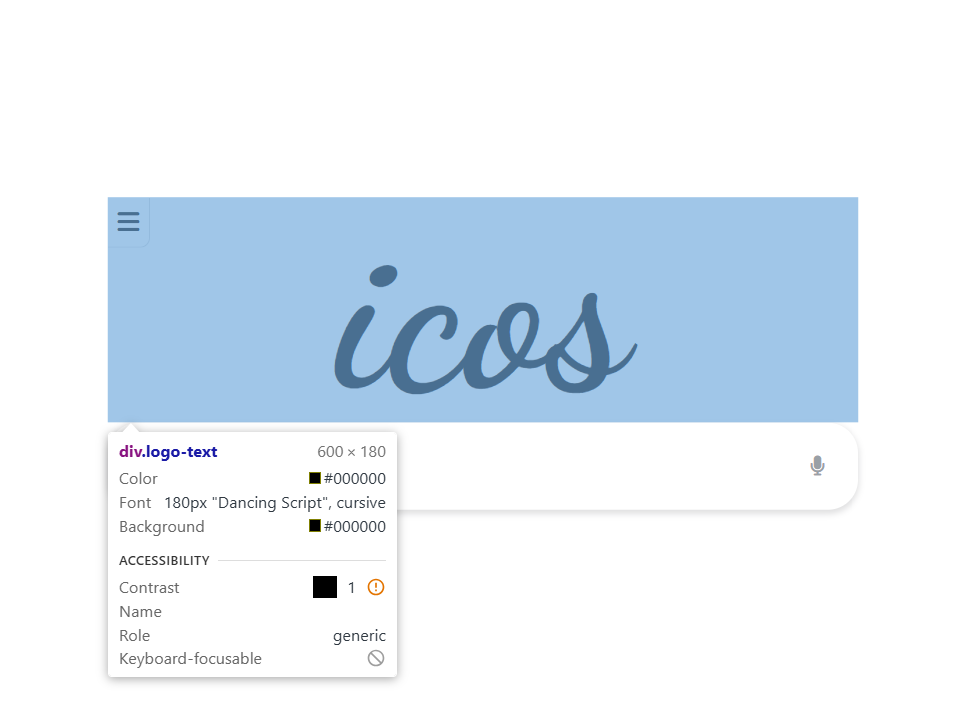 icos
div.logo-text 600 × 180
Color #000000
Font 180px "Dancing Script", cursive
Background #000000
ACCESSIBILITY
Contrast 1
Name
Role generic
Keyboard-focusable